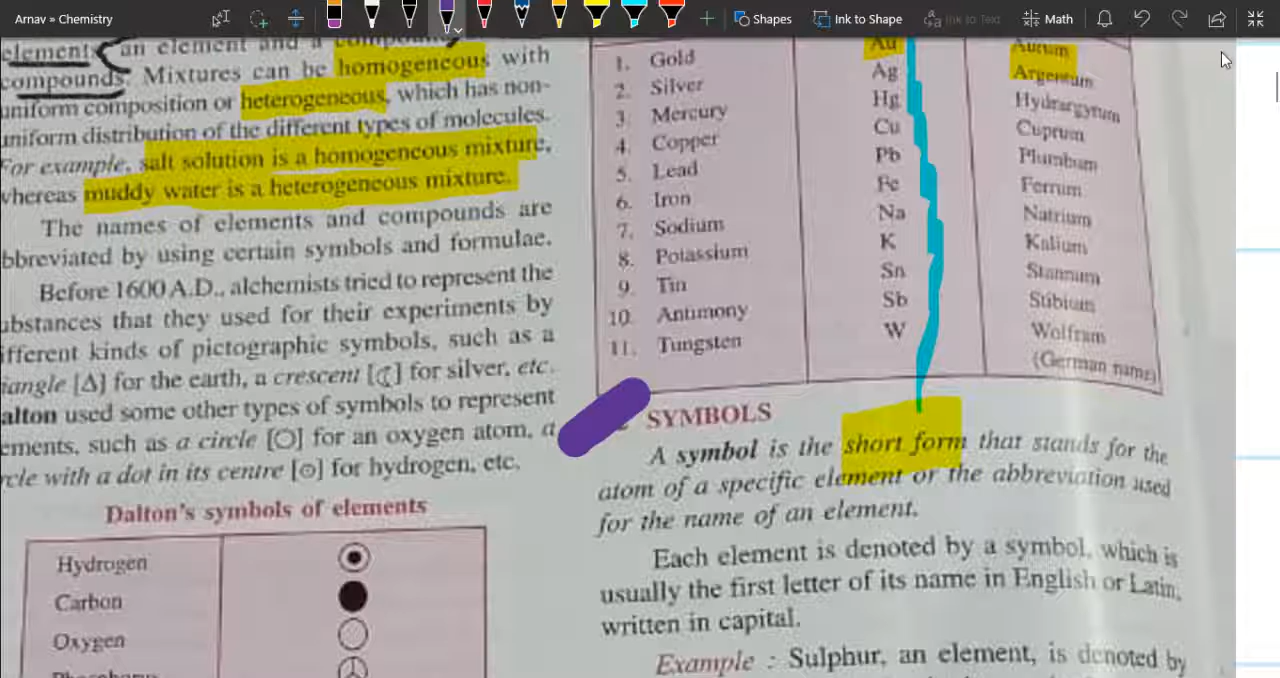 Arnav » Chemistry
Shapes
Ink to Shape
Ink to Text
Math
elements an element and a compound
compounds. Mixtures can be homogeneous with
uniform composition or heterogeneous, which has non-
uniform distribution of the different types of molecules.
For example, salt solution is a homogeneous mixture,
whereas muddy water is a heterogeneous mixture.
The names of elements and compounds are
bbreviated by using certain symbols and formulae.
Before 1600 A.D., alchemists tried to represent the
ubstances that they used for their experiments by
ifferent kinds of pictographic symbols, such as a
iangle [Δ] for the earth, a crescent [☾] for silver, etc.
alton used some other types of symbols to represent
ements, such as a circle [○] for an oxygen atom, a
rcle with a dot in its centre [⊙] for hydrogen, etc.
Dalton's symbols of elements
Hydrogen
Carbon
Oxygen
1. Gold Au Aurum
2. Silver Ag Argentum
3. Mercury Hg Hydrargyrum
4. Copper Cu Cuprum
5. Lead Pb Plumbum
6. Iron Fe Ferrum
7. Sodium Na Natrium
8. Potassium K Kalium
9. Tin Sn Stannum
10. Antimony Sb Stibium
11. Tungsten W Wolfram
(German name)
SYMBOLS
A symbol is the short form that stands for the
atom of a specific element or the abbreviation used
for the name of an element.
Each element is denoted by a symbol, which is
usually the first letter of its name in English or Latin,
written in capital.
Example : Sulphur, an element, is denoted by